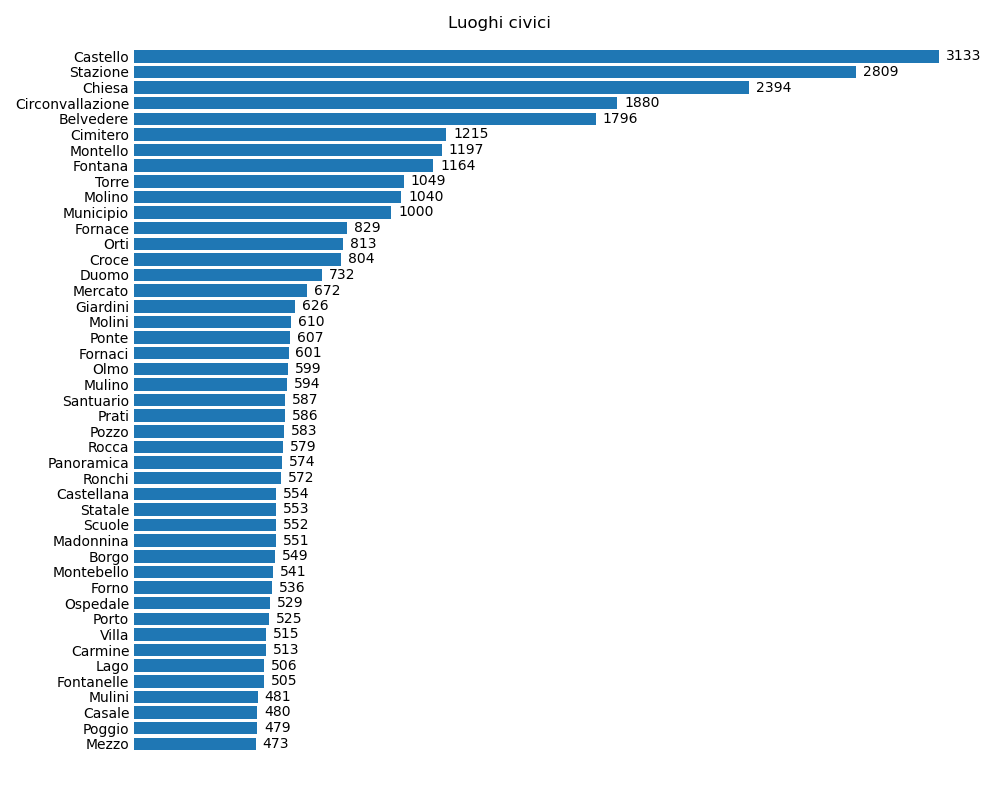 Luoghi civici
Castello 3133
Stazione 2809
Chiesa 2394
Circonvallazione 1880
Belvedere 1796
Cimitero 1215
Montello 1197
Fontana 1164
Torre 1049
Molino 1040
Municipio 1000
Fornace 829
Orti 813
Croce 804
Duomo 732
Mercato 672
Giardini 626
Molini 610
Ponte 607
Fornaci 601
Olmo 599
Mulino 594
Santuario 587
Prati 586
Pozzo 583
Rocca 579
Panoramica 574
Ronchi 572
Castellana 554
Statale 553
Scuole 552
Madonnina 551
Borgo 549
Montebello 541
Forno 536
Ospedale 529
Porto 525
Villa 515
Carmine 513
Lago 506
Fontanelle 505
Mulini 481
Casale 480
Poggio 479
Mezzo 473